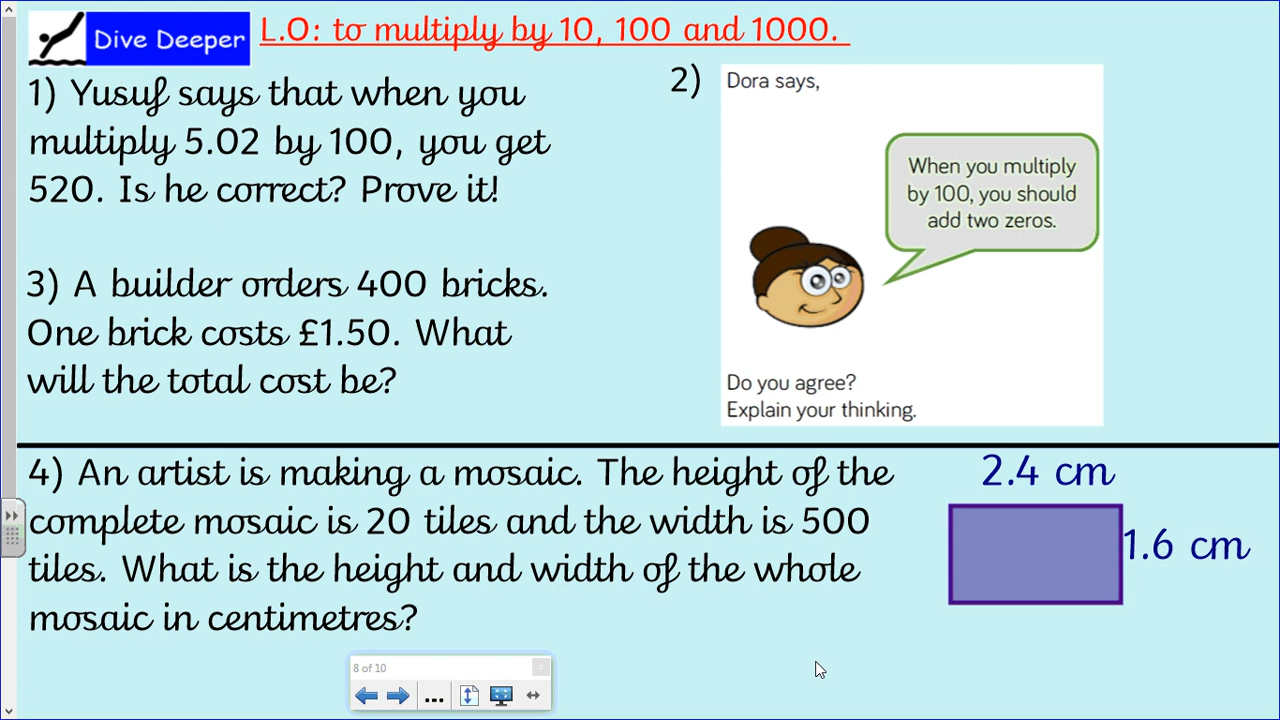 Dive Deeper
L.O: to multiply by 10, 100 and 1000.
1) Yusuf says that when you
multiply 5.02 by 100, you get
520. Is he correct? Prove it!
2)
Dora says,
When you multiply
by 100, you should
add two zeros.
Do you agree?
Explain your thinking.
3) A builder orders 400 bricks.
One brick costs £1.50. What
will the total cost be?
4) An artist is making a mosaic. The height of the
complete mosaic is 20 tiles and the width is 500
tiles. What is the height and width of the whole
mosaic in centimetres?
2.4 cm
1.6 cm
8 of 10